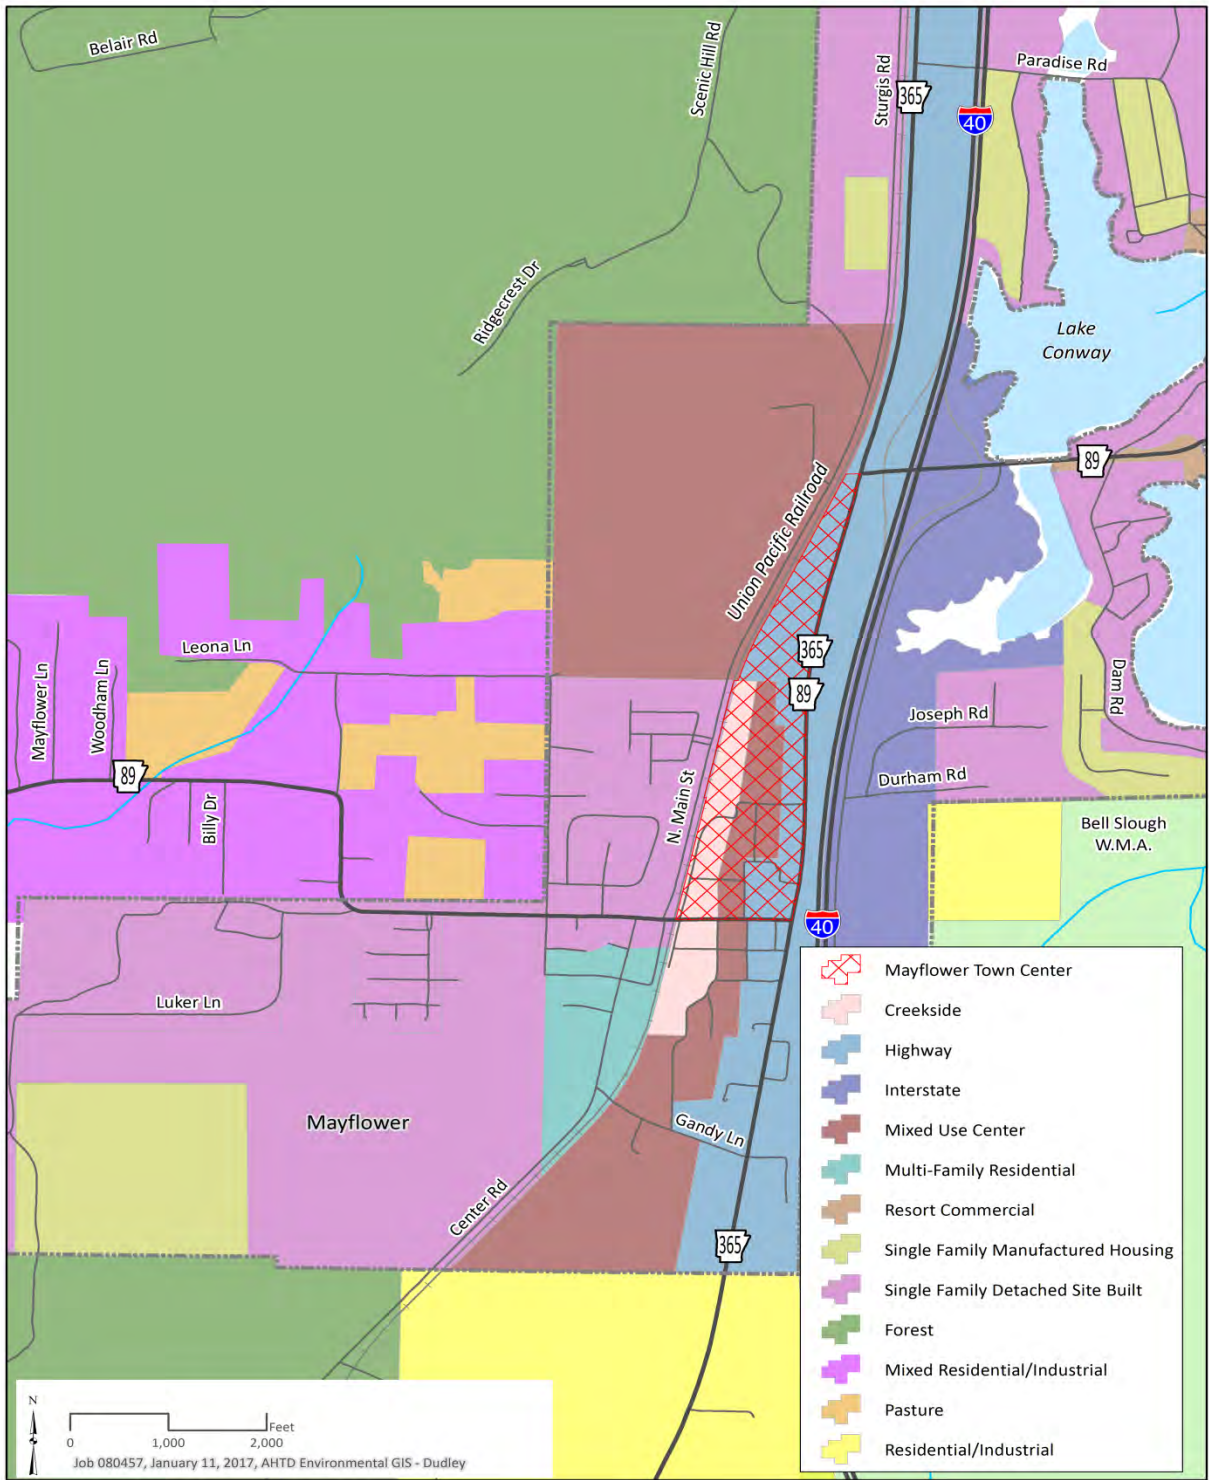 Belair Rd
Scenic Hill Rd
Sturgis Rd
365
40
Paradise Rd
Ridgecrest Dr
Lake
Conway
89
Union Pacific Railroad
365
89
Leona Ln
Mayflower Ln
Woodham Ln
89
Billy Dr
N. Main St
Joseph Rd
Dam Rd
Durham Rd
Bell Slough
W.M.A.
40
Luker Ln
Mayflower
Gandy Ln
Center Rd
365
Mayflower Town Center
Creekside
Highway
Interstate
Mixed Use Center
Multi-Family Residential
Resort Commercial
Single Family Manufactured Housing
Single Family Detached Site Built
Forest
Mixed Residential/Industrial
Pasture
Residential/Industrial
N
Feet
0 1,000 2,000
Job 080457, January 11, 2017, AHTD Environmental GIS - Dudley